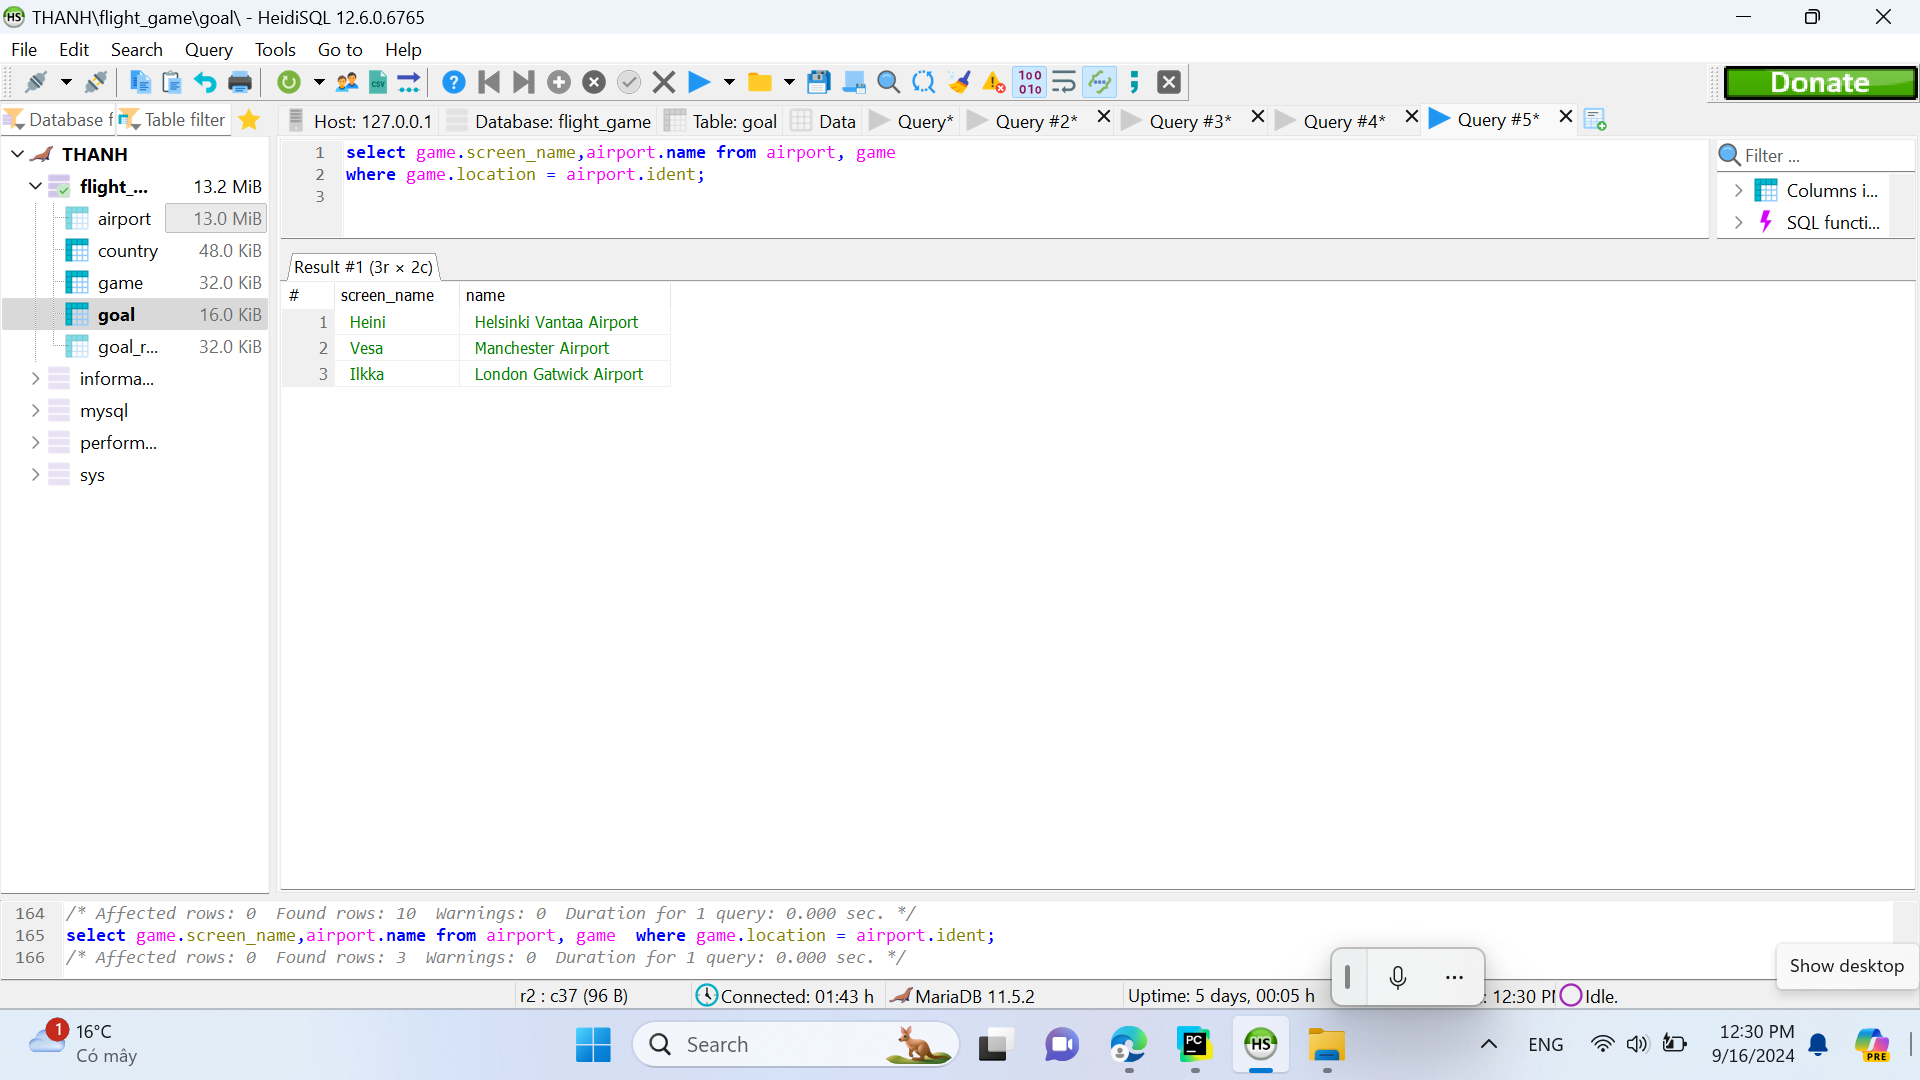 THANH\flight_game\goal\ - HeidiSQL 12.6.0.6765
File Edit Search Query Tools Go to Help
Donate
Database f Table filter
Host: 127.0.0.1 Database: flight_game Table: goal Data Query* Query #2* Query #3* Query #4* Query #5*
THANH
flight_... 13.2 MiB
airport 13.0 MiB
country 48.0 KiB
game 32.0 KiB
goal 16.0 KiB
goal_r... 32.0 KiB
informa...
mysql
perform...
sys
1 select game.screen_name,airport.name from airport, game
2 where game.location = airport.ident;
3
Filter ...
Columns i...
SQL functi...
Result #1 (3r × 2c)
# screen_name name
1 Heini Helsinki Vantaa Airport
2 Vesa Manchester Airport
3 Ilkka London Gatwick Airport
164 /* Affected rows: 0 Found rows: 10 Warnings: 0 Duration for 1 query: 0.000 sec. */
165 select game.screen_name,airport.name from airport, game where game.location = airport.ident;
166 /* Affected rows: 0 Found rows: 3 Warnings: 0 Duration for 1 query: 0.000 sec. */
Show desktop
r2 : c37 (96 B) Connected: 01:43 h MariaDB 11.5.2 Uptime: 5 days, 00:05 h : 12:30 PI Idle.
1 16°C
Có mây
Search
PC
HS
ENG
12:30 PM
9/16/2024
PRE